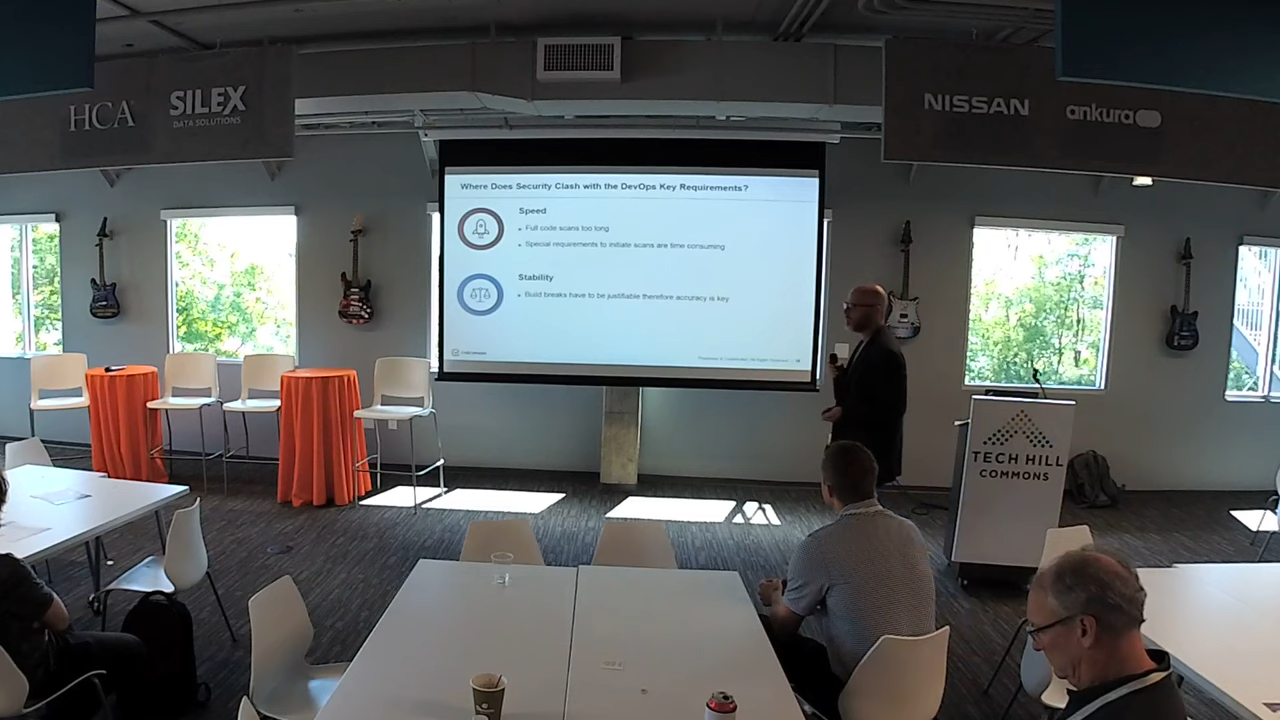 HCA
SILEX
DATA SOLUTIONS
NISSAN
ankura
Where Does Security Clash with the DevOps Key Requirements?
Speed
Full code scans too long
Special requirements to initiate scans are time consuming
Stability
Build breaks have to be justifiable therefore accuracy is key
TECH HILL
COMMONS